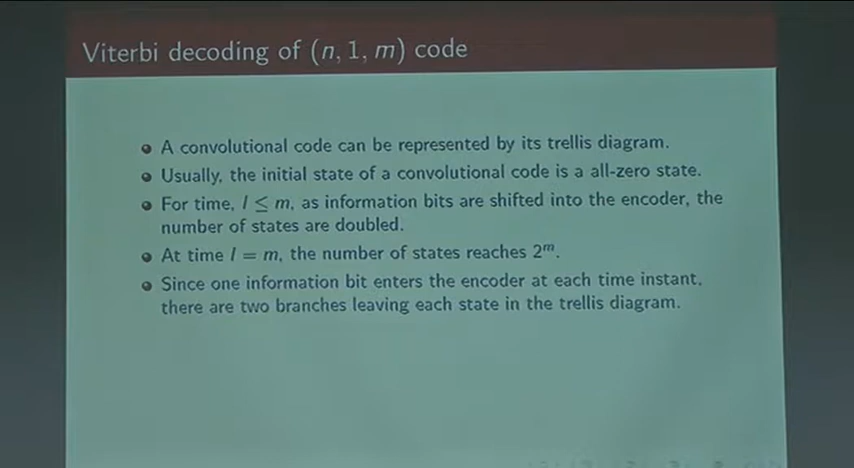 Viterbi decoding of (n, 1, m) code
A convolutional code can be represented by its trellis diagram.
Usually, the initial state of a convolutional code is a all-zero state.
For time, l ≤ m, as information bits are shifted into the encoder, the
number of states are doubled.
At time l = m, the number of states reaches 2ᵐ.
Since one information bit enters the encoder at each time instant,
there are two branches leaving each state in the trellis diagram.